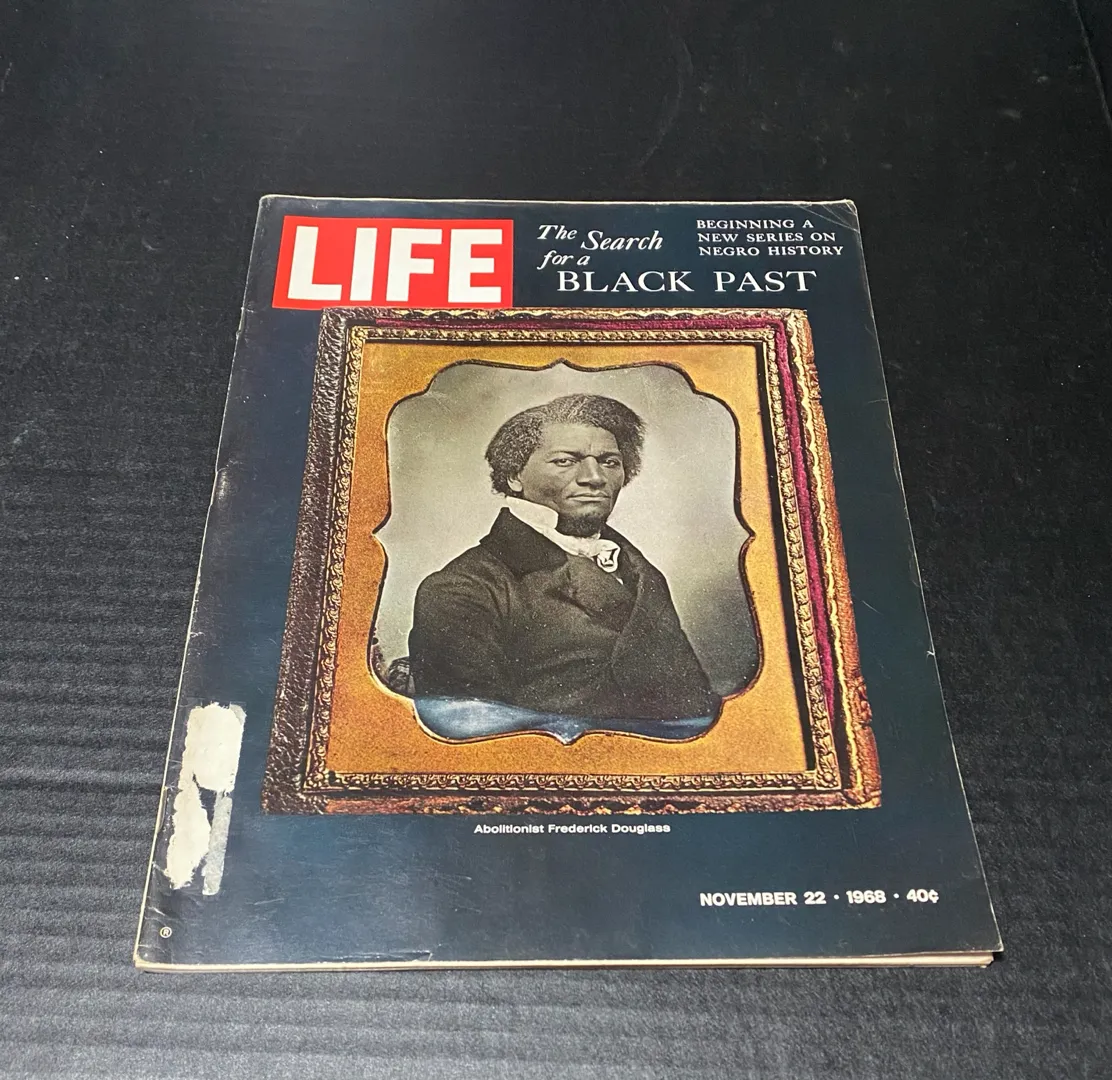 LIFE
The Search
for a
BLACK PAST
BEGINNING A
NEW SERIES ON
NEGRO HISTORY
Abolitionist Frederick Douglass
NOVEMBER 22 • 1968 • 40¢
®